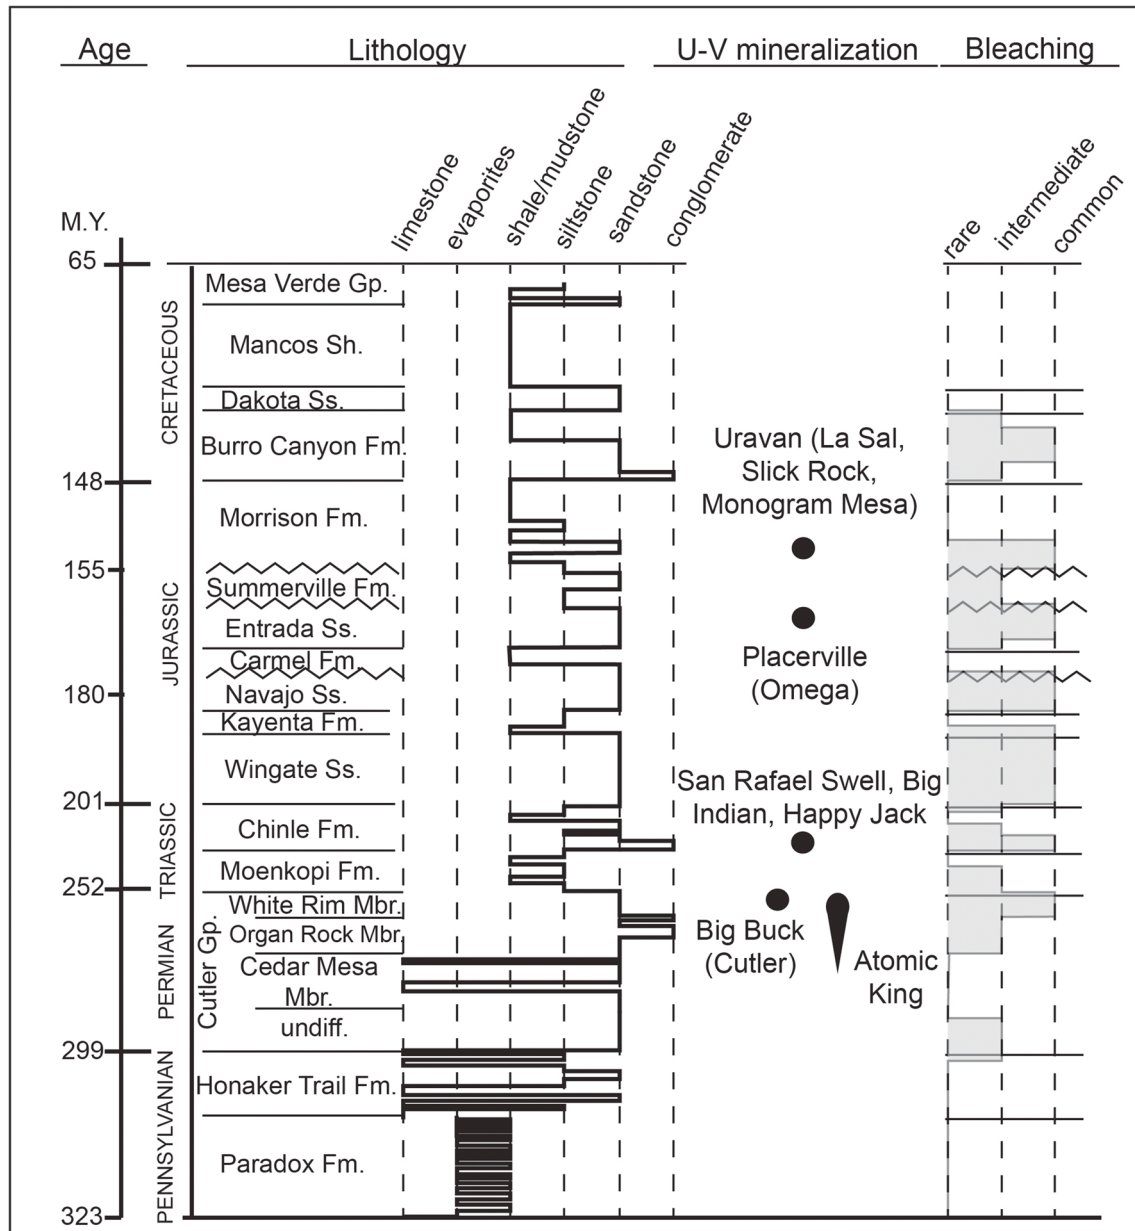 Age
Lithology
U-V mineralization
Bleaching
limestone
evaporites
shale/mudstone
siltstone
sandstone
conglomerate
rare
intermediate
common
M.Y.
65
148
155
180
201
252
299
323
CRETACEOUS
JURASSIC
TRIASSIC
PERMIAN
PENNSYLVANIAN
Mesa Verde Gp.
Mancos Sh.
Dakota Ss.
Burro Canyon Fm.
Morrison Fm.
Summerville Fm.
Entrada Ss.
Carmel Fm.
Navajo Ss.
Kayenta Fm.
Wingate Ss.
Chinle Fm.
Moenkopi Fm.
Cutler Gp.
White Rim Mbr.
Organ Rock Mbr.
Cedar Mesa
Mbr.
undiff.
Honaker Trail Fm.
Paradox Fm.
Uravan (La Sal,
Slick Rock,
Monogram Mesa)
Placerville
(Omega)
San Rafael Swell, Big
Indian, Happy Jack
Big Buck
(Cutler)
Atomic
King